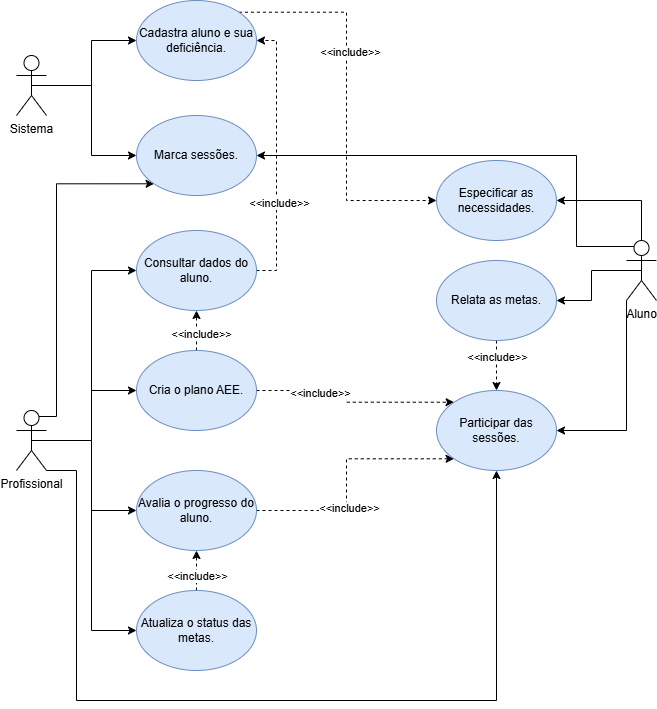 Cadastra aluno e sua
deficiência.
<<include>>
Sistema
Marca sessões.
Especificar as
necessidades.
<<include>>
Consultar dados do
aluno.
Relata as metas.
Aluno
<<include>>
<<include>>
Cria o plano AEE.
<<include>>
Participar das
sessões.
Profissional
Avalia o progresso do
aluno.
<<include>>
<<include>>
Atualiza o status das
metas.